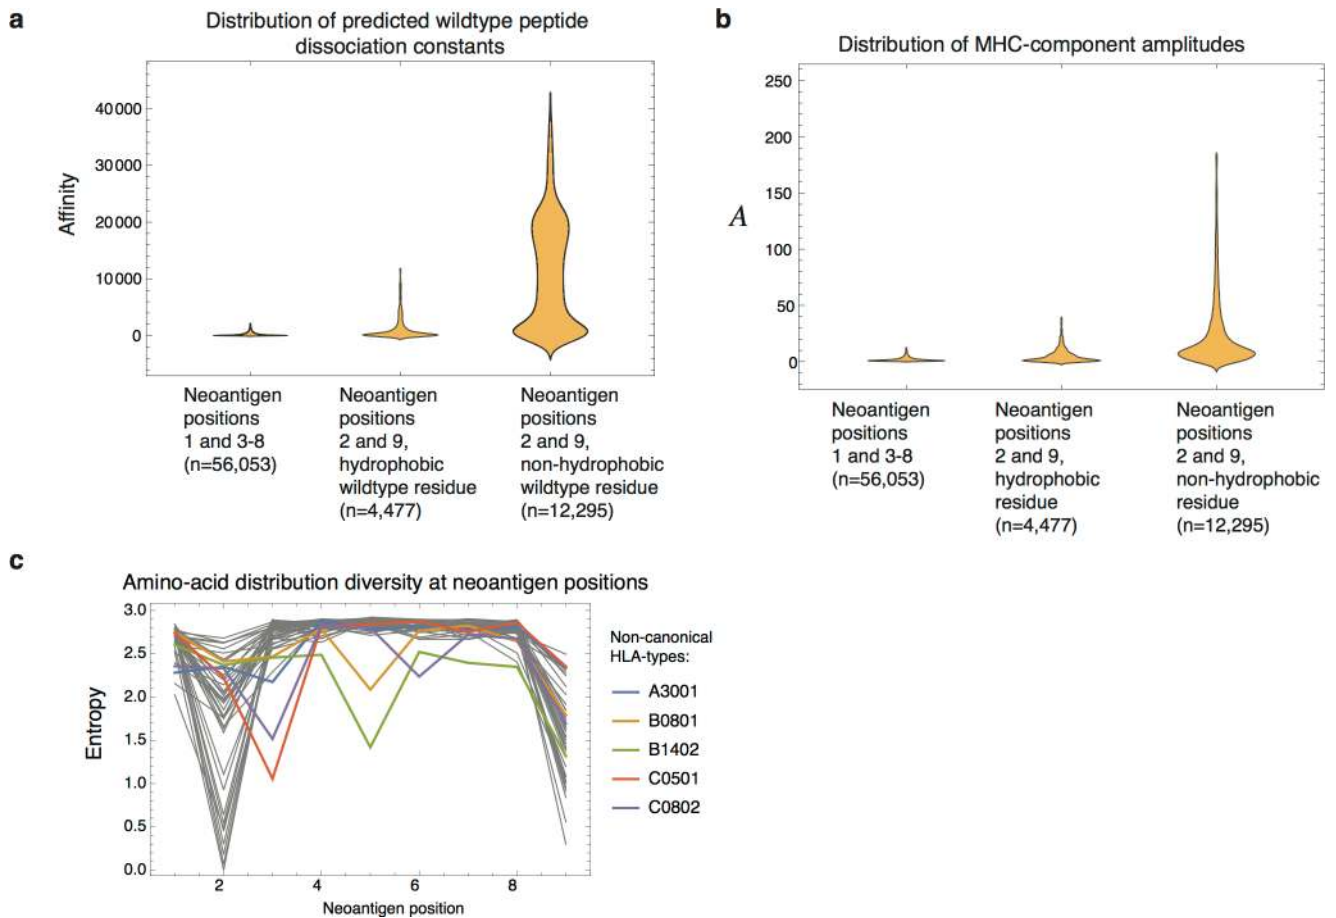 a
Distribution of predicted wildtype peptide
dissociation constants
Affinity
40000
30000
20000
10000
0
Neoantigen
positions
1 and 3-8
(n=56,053)
Neoantigen
positions
2 and 9,
hydrophobic
wildtype residue
(n=4,477)
Neoantigen
positions
2 and 9,
non-hydrophobic
wildtype residue
(n=12,295)
b
Distribution of MHC-component amplitudes
A
250
200
150
100
50
0
Neoantigen
positions
1 and 3-8
(n=56,053)
Neoantigen
positions
2 and 9,
hydrophobic
residue
(n=4,477)
Neoantigen
positions
2 and 9,
non-hydrophobic
residue
(n=12,295)
c
Amino-acid distribution diversity at neoantigen positions
Entropy
3.0
2.5
2.0
1.5
1.0
0.5
0.0
2 4 6 8
Neoantigen position
Non-canonical
HLA-types:
A3001
B0801
B1402
C0501
C0802